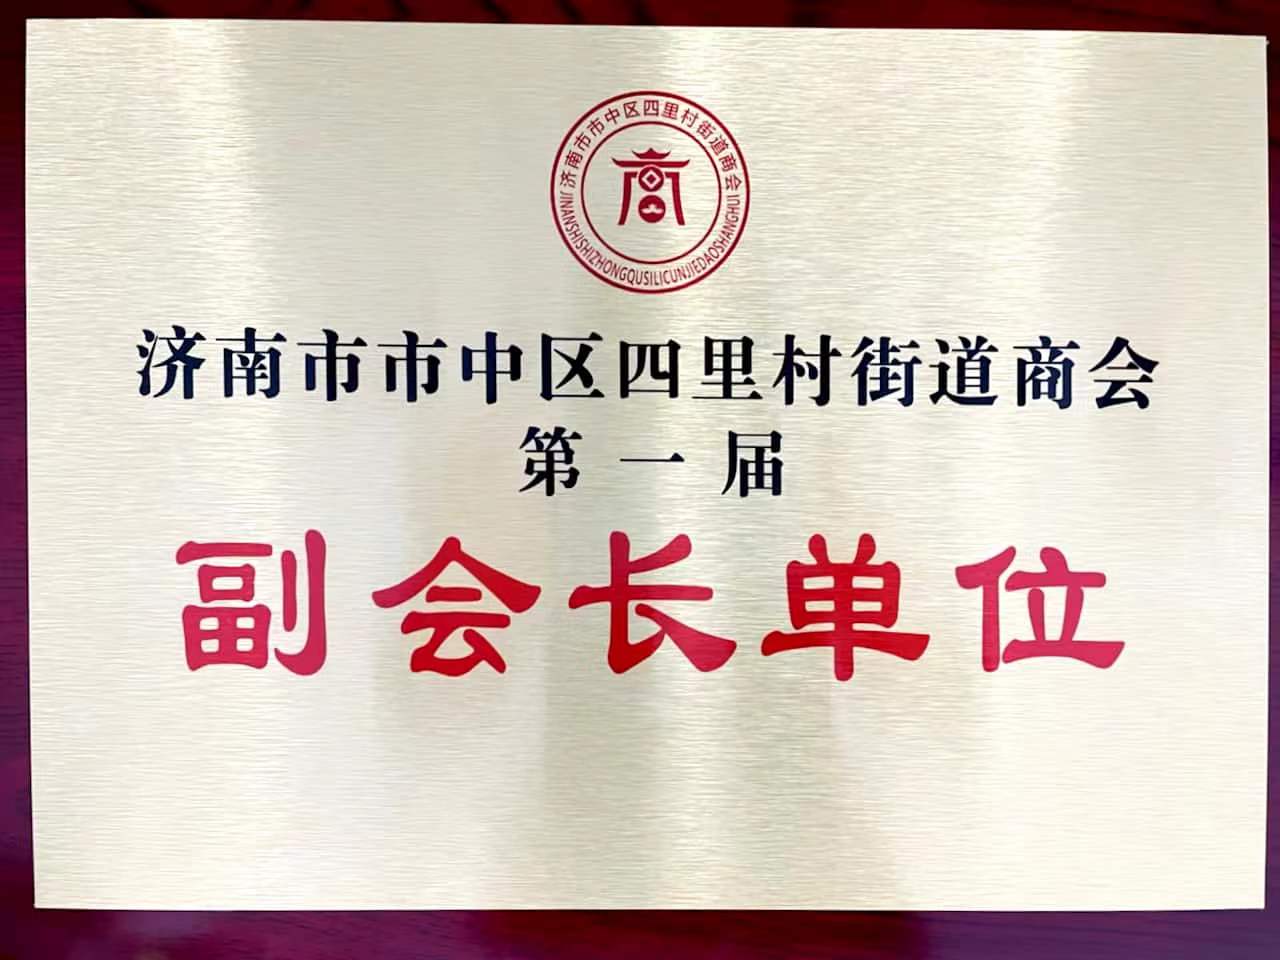 济南市市中区四里村街道商会
商
JINANSHISHIZHONGQUSILICUNJIEDAOSHANGHUI
济南市市中区四里村街道商会
第一届
副会长单位